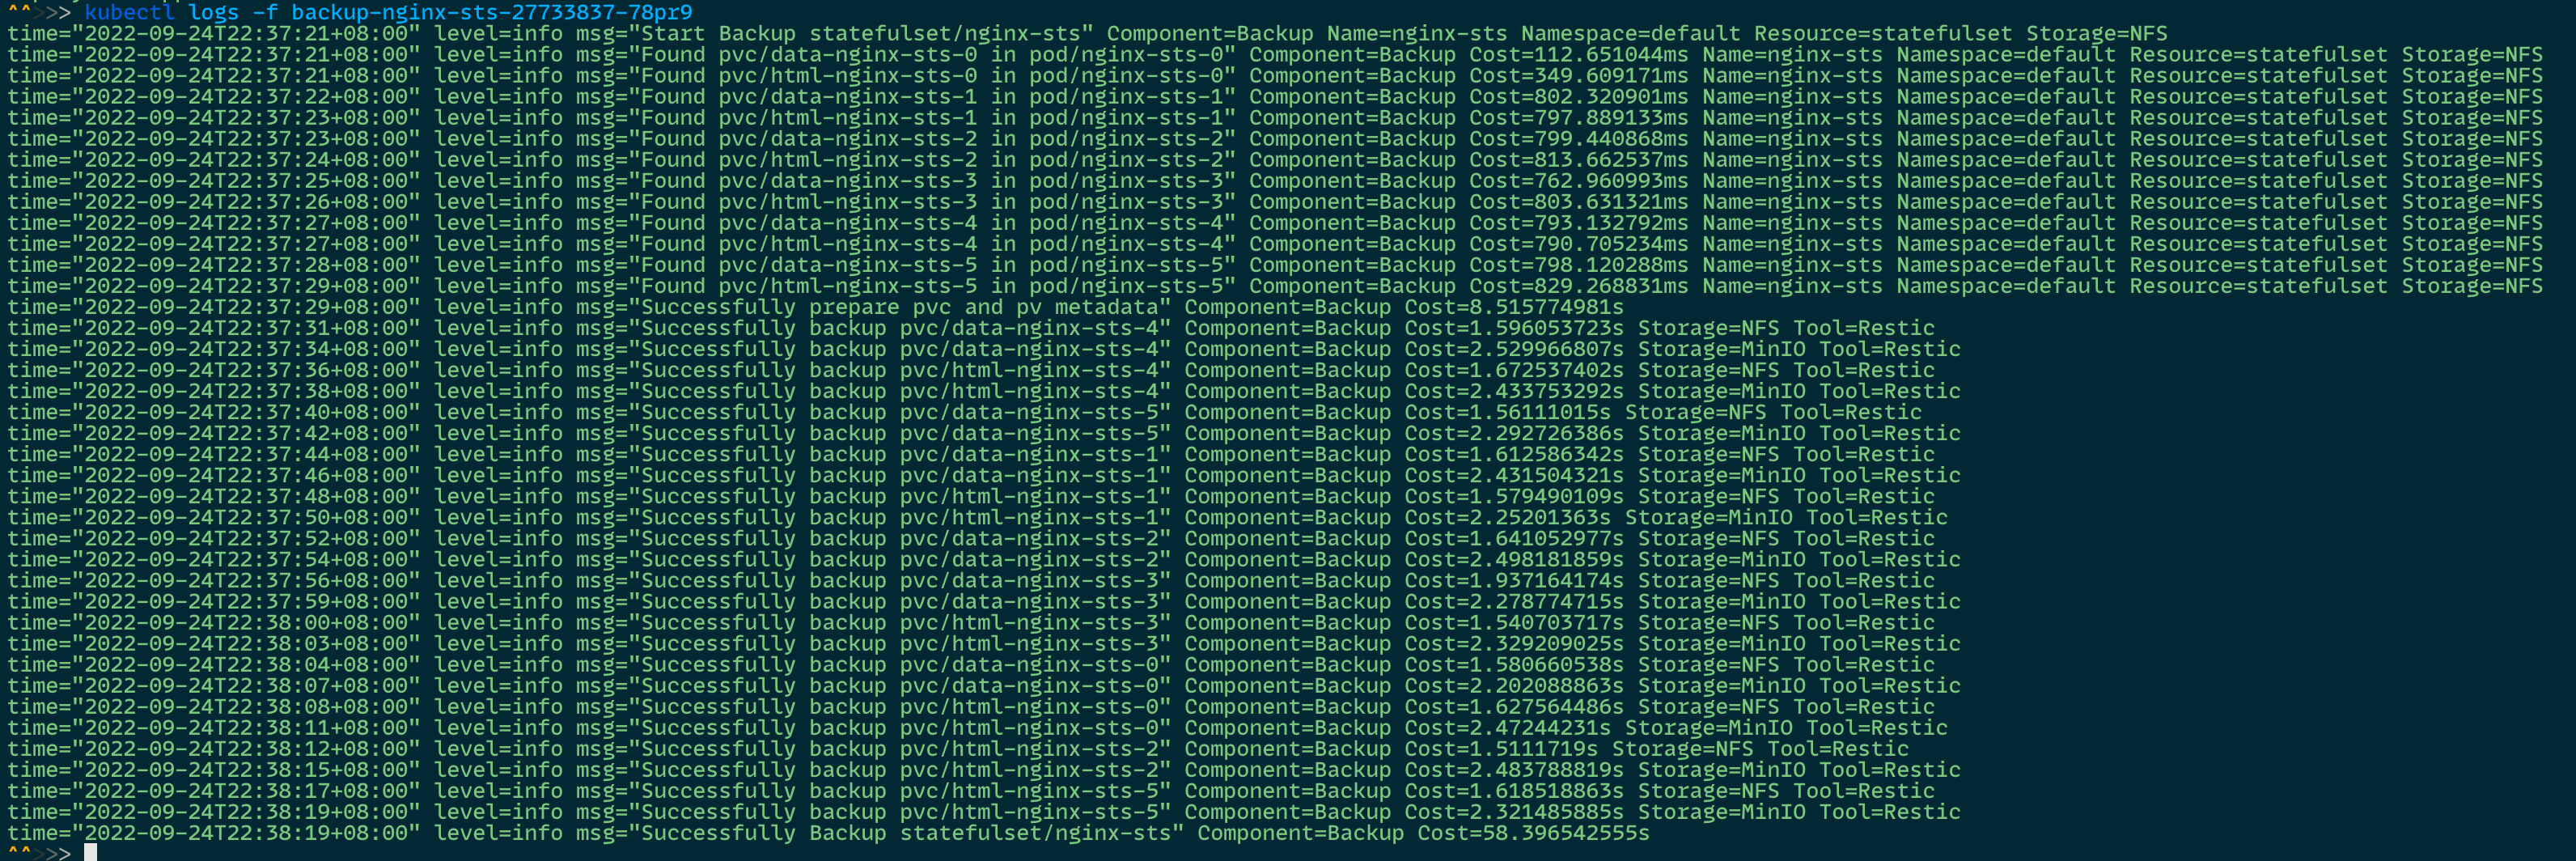 ^^>>>> kubectl logs -f backup-nginx-sts-27733837-78pr9
time="2022-09-24T22:37:21+08:00" level=info msg="Start Backup statefulset/nginx-sts" Component=Backup Name=nginx-sts Namespace=default Resource=statefulset Storage=NFS
time="2022-09-24T22:37:21+08:00" level=info msg="Found pvc/data-nginx-sts-0 in pod/nginx-sts-0" Component=Backup Cost=112.651044ms Name=nginx-sts Namespace=default Resource=statefulset Storage=NFS
time="2022-09-24T22:37:21+08:00" level=info msg="Found pvc/html-nginx-sts-0 in pod/nginx-sts-0" Component=Backup Cost=349.609171ms Name=nginx-sts Namespace=default Resource=statefulset Storage=NFS
time="2022-09-24T22:37:22+08:00" level=info msg="Found pvc/data-nginx-sts-1 in pod/nginx-sts-1" Component=Backup Cost=802.320901ms Name=nginx-sts Namespace=default Resource=statefulset Storage=NFS
time="2022-09-24T22:37:23+08:00" level=info msg="Found pvc/html-nginx-sts-1 in pod/nginx-sts-1" Component=Backup Cost=797.889133ms Name=nginx-sts Namespace=default Resource=statefulset Storage=NFS
time="2022-09-24T22:37:23+08:00" level=info msg="Found pvc/data-nginx-sts-2 in pod/nginx-sts-2" Component=Backup Cost=799.440868ms Name=nginx-sts Namespace=default Resource=statefulset Storage=NFS
time="2022-09-24T22:37:24+08:00" level=info msg="Found pvc/html-nginx-sts-2 in pod/nginx-sts-2" Component=Backup Cost=813.662537ms Name=nginx-sts Namespace=default Resource=statefulset Storage=NFS
time="2022-09-24T22:37:25+08:00" level=info msg="Found pvc/data-nginx-sts-3 in pod/nginx-sts-3" Component=Backup Cost=762.960993ms Name=nginx-sts Namespace=default Resource=statefulset Storage=NFS
time="2022-09-24T22:37:26+08:00" level=info msg="Found pvc/html-nginx-sts-3 in pod/nginx-sts-3" Component=Backup Cost=803.631321ms Name=nginx-sts Namespace=default Resource=statefulset Storage=NFS
time="2022-09-24T22:37:27+08:00" level=info msg="Found pvc/data-nginx-sts-4 in pod/nginx-sts-4" Component=Backup Cost=793.132792ms Name=nginx-sts Namespace=default Resource=statefulset Storage=NFS
time="2022-09-24T22:37:27+08:00" level=info msg="Found pvc/html-nginx-sts-4 in pod/nginx-sts-4" Component=Backup Cost=790.705234ms Name=nginx-sts Namespace=default Resource=statefulset Storage=NFS
time="2022-09-24T22:37:28+08:00" level=info msg="Found pvc/data-nginx-sts-5 in pod/nginx-sts-5" Component=Backup Cost=798.120288ms Name=nginx-sts Namespace=default Resource=statefulset Storage=NFS
time="2022-09-24T22:37:29+08:00" level=info msg="Found pvc/html-nginx-sts-5 in pod/nginx-sts-5" Component=Backup Cost=829.268831ms Name=nginx-sts Namespace=default Resource=statefulset Storage=NFS
time="2022-09-24T22:37:29+08:00" level=info msg="Successfully prepare pvc and pv metadata" Component=Backup Cost=8.515774981s
time="2022-09-24T22:37:31+08:00" level=info msg="Successfully backup pvc/data-nginx-sts-4" Component=Backup Cost=1.596053723s Storage=NFS Tool=Restic
time="2022-09-24T22:37:34+08:00" level=info msg="Successfully backup pvc/data-nginx-sts-4" Component=Backup Cost=2.529966807s Storage=MinIO Tool=Restic
time="2022-09-24T22:37:36+08:00" level=info msg="Successfully backup pvc/html-nginx-sts-4" Component=Backup Cost=1.672537402s Storage=NFS Tool=Restic
time="2022-09-24T22:37:38+08:00" level=info msg="Successfully backup pvc/html-nginx-sts-4" Component=Backup Cost=2.433753292s Storage=MinIO Tool=Restic
time="2022-09-24T22:37:40+08:00" level=info msg="Successfully backup pvc/data-nginx-sts-5" Component=Backup Cost=1.56111015s Storage=NFS Tool=Restic
time="2022-09-24T22:37:42+08:00" level=info msg="Successfully backup pvc/data-nginx-sts-5" Component=Backup Cost=2.292726386s Storage=MinIO Tool=Restic
time="2022-09-24T22:37:44+08:00" level=info msg="Successfully backup pvc/data-nginx-sts-1" Component=Backup Cost=1.612586342s Storage=NFS Tool=Restic
time="2022-09-24T22:37:46+08:00" level=info msg="Successfully backup pvc/data-nginx-sts-1" Component=Backup Cost=2.431504321s Storage=MinIO Tool=Restic
time="2022-09-24T22:37:48+08:00" level=info msg="Successfully backup pvc/html-nginx-sts-1" Component=Backup Cost=1.579490109s Storage=NFS Tool=Restic
time="2022-09-24T22:37:50+08:00" level=info msg="Successfully backup pvc/html-nginx-sts-1" Component=Backup Cost=2.25201363s Storage=MinIO Tool=Restic
time="2022-09-24T22:37:52+08:00" level=info msg="Successfully backup pvc/data-nginx-sts-2" Component=Backup Cost=1.641052977s Storage=NFS Tool=Restic
time="2022-09-24T22:37:54+08:00" level=info msg="Successfully backup pvc/data-nginx-sts-2" Component=Backup Cost=2.498181859s Storage=MinIO Tool=Restic
time="2022-09-24T22:37:56+08:00" level=info msg="Successfully backup pvc/data-nginx-sts-3" Component=Backup Cost=1.937164174s Storage=NFS Tool=Restic
time="2022-09-24T22:37:59+08:00" level=info msg="Successfully backup pvc/data-nginx-sts-3" Component=Backup Cost=2.278774715s Storage=MinIO Tool=Restic
time="2022-09-24T22:38:00+08:00" level=info msg="Successfully backup pvc/html-nginx-sts-3" Component=Backup Cost=1.540703717s Storage=NFS Tool=Restic
time="2022-09-24T22:38:03+08:00" level=info msg="Successfully backup pvc/html-nginx-sts-3" Component=Backup Cost=2.329209025s Storage=MinIO Tool=Restic
time="2022-09-24T22:38:04+08:00" level=info msg="Successfully backup pvc/data-nginx-sts-0" Component=Backup Cost=1.580660538s Storage=NFS Tool=Restic
time="2022-09-24T22:38:07+08:00" level=info msg="Successfully backup pvc/data-nginx-sts-0" Component=Backup Cost=2.202088863s Storage=MinIO Tool=Restic
time="2022-09-24T22:38:08+08:00" level=info msg="Successfully backup pvc/html-nginx-sts-0" Component=Backup Cost=1.627564486s Storage=NFS Tool=Restic
time="2022-09-24T22:38:11+08:00" level=info msg="Successfully backup pvc/html-nginx-sts-0" Component=Backup Cost=2.47244231s Storage=MinIO Tool=Restic
time="2022-09-24T22:38:12+08:00" level=info msg="Successfully backup pvc/html-nginx-sts-2" Component=Backup Cost=1.5111719s Storage=NFS Tool=Restic
time="2022-09-24T22:38:15+08:00" level=info msg="Successfully backup pvc/html-nginx-sts-2" Component=Backup Cost=2.483788819s Storage=MinIO Tool=Restic
time="2022-09-24T22:38:17+08:00" level=info msg="Successfully backup pvc/html-nginx-sts-5" Component=Backup Cost=1.618518863s Storage=NFS Tool=Restic
time="2022-09-24T22:38:19+08:00" level=info msg="Successfully backup pvc/html-nginx-sts-5" Component=Backup Cost=2.321485885s Storage=MinIO Tool=Restic
time="2022-09-24T22:38:19+08:00" level=info msg="Successfully Backup statefulset/nginx-sts" Component=Backup Cost=58.396542555s
^^>>>>